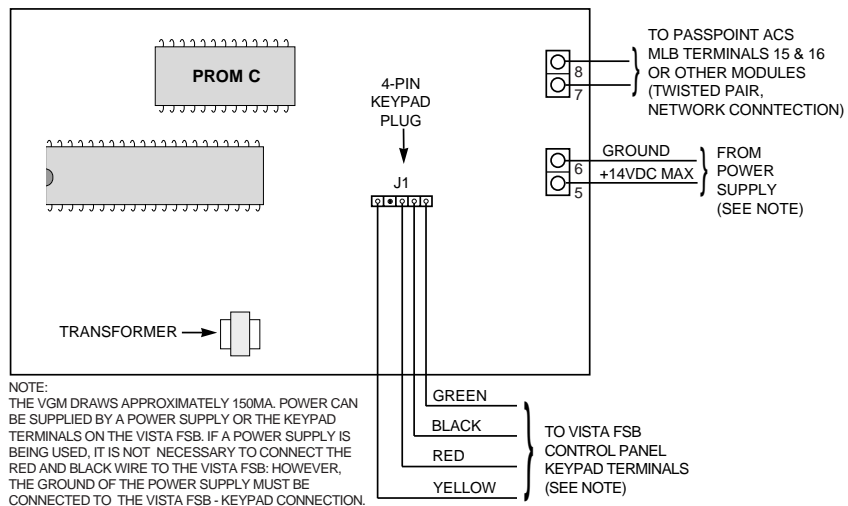 PROM C
4-PIN
KEYPAD
PLUG
J1
8
7
TO PASSPOINT ACS
MLB TERMINALS 15 & 16
OR OTHER MODULES
(TWISTED PAIR,
NETWORK CONNTECTION)
6
5
GROUND
+14VDC MAX
FROM
POWER
SUPPLY
(SEE NOTE)
TRANSFORMER
NOTE:
THE VGM DRAWS APPROXIMATELY 150MA. POWER CAN
BE SUPPLIED BY A POWER SUPPLY OR THE KEYPAD
TERMINALS ON THE VISTA FSB. IF A POWER SUPPLY IS
BEING USED, IT IS NOT NECESSARY TO CONNECT THE
RED AND BLACK WIRE TO THE VISTA FSB: HOWEVER,
THE GROUND OF THE POWER SUPPLY MUST BE
CONNECTED TO THE VISTA FSB - KEYPAD CONNECTION.
GREEN
BLACK
RED
YELLOW
TO VISTA FSB
CONTROL PANEL
KEYPAD TERMINALS
(SEE NOTE)